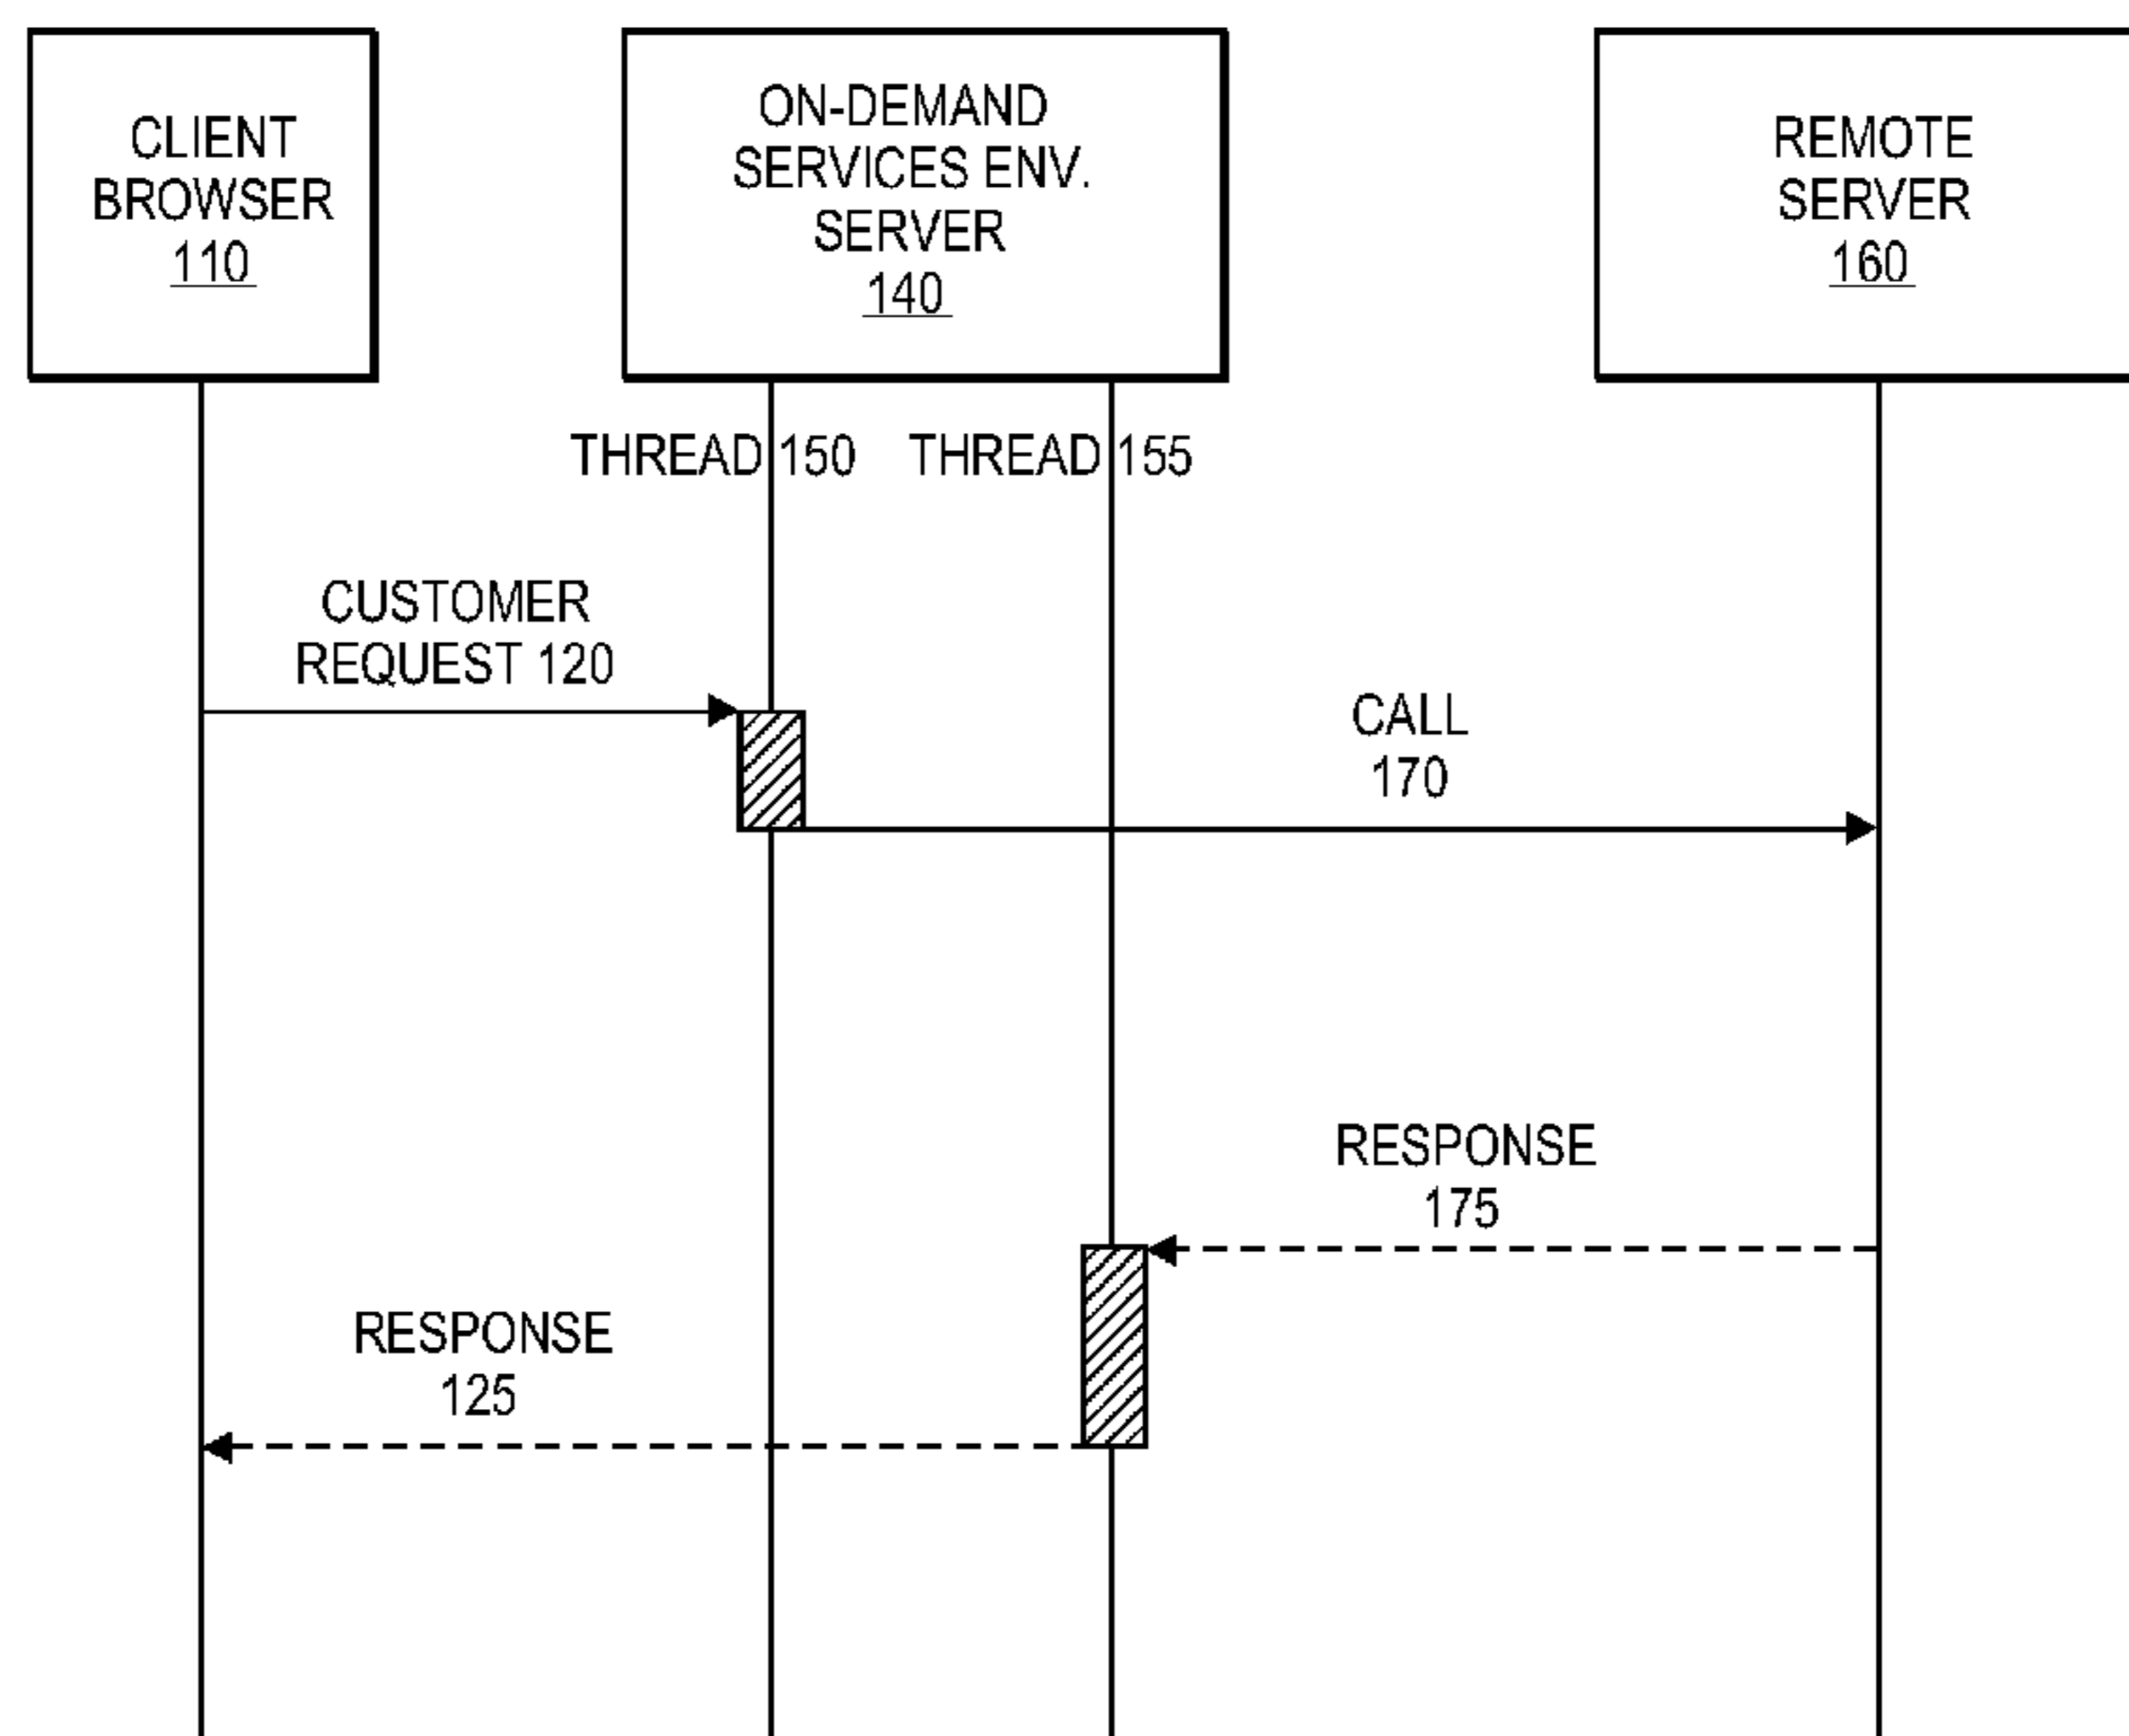 CLIENT
BROWSER
110
ON-DEMAND
SERVICES ENV.
SERVER
140
REMOTE
SERVER
160
THREAD 150
THREAD 155
CUSTOMER
REQUEST 120
CALL
170
RESPONSE
175
RESPONSE
125